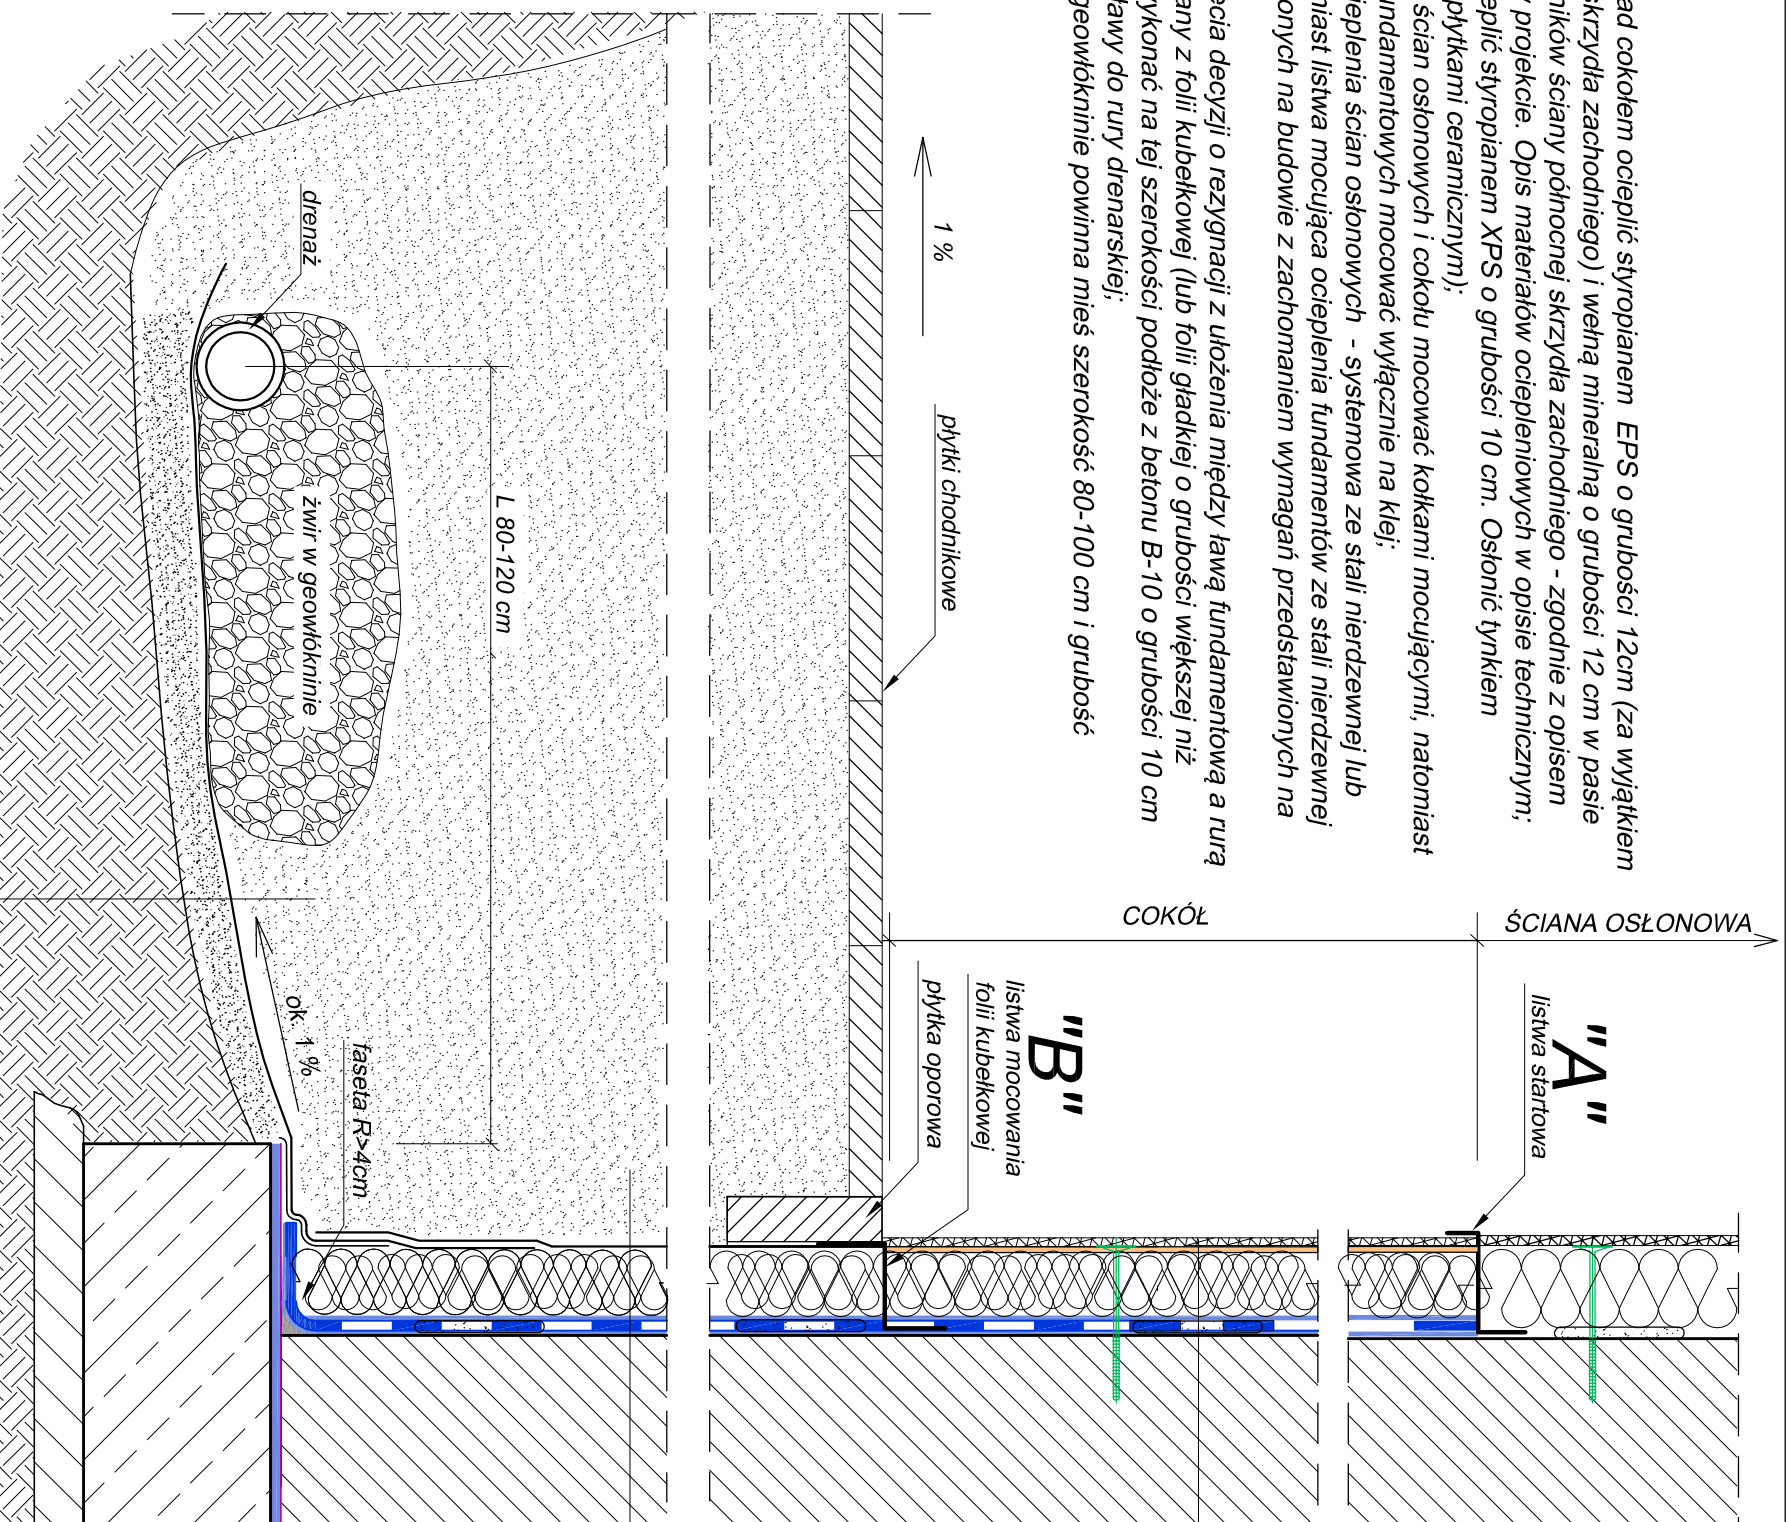 ad cokołem ocieplić styropianem EPS o grubości 12cm (za wyjątkiem
skrzydła zachodniego) i wełną mineralną o grubości 12 cm w pasie
ników ściany północnej skrzydła zachodniego - zgodnie z opisem
projekcie. Opis materiałów ociepleniowych w opisie technicznym;
eplić styropianem XPS o grubości 10 cm. Osłonić tynkiem
płytkami ceramicznym);
ścian osłonowych i cokołu mocować kołkami mocującymi, natomiast
undamentowych mocować wyłącznie na klej;
ieplenia ścian osłonowych - systemowa ze stali nierdzewnej lub
miast listwa mocująca ocieplenia fundamentów ze stali nierdzewnej
onych na budowie z zachomaniem wymagań przedstawionych na
ęcia decyzji o rezygnacji z ułożenia między ławą fundamentową a rurą
any z folii kubełkowej (lub folii gładkiej o grubości większej niż
ykonać na tej szerokości podłoże z betonu B-10 o grubości 10 cm
ławy do rury drenarskiej;
geowłókninie powinna mieś szerokość 80-100 cm i grubość
ŚCIANA OSŁONOWA
COKÓŁ
"A"
listwa startowa
"B"
listwa mocowania
folii kubełkowej
płytka oporowa
1 %
płytki chodnikowe
L 80-120 cm
drenaż
żwir w geowłókninie
faseta R>4cm
ok. 1 %